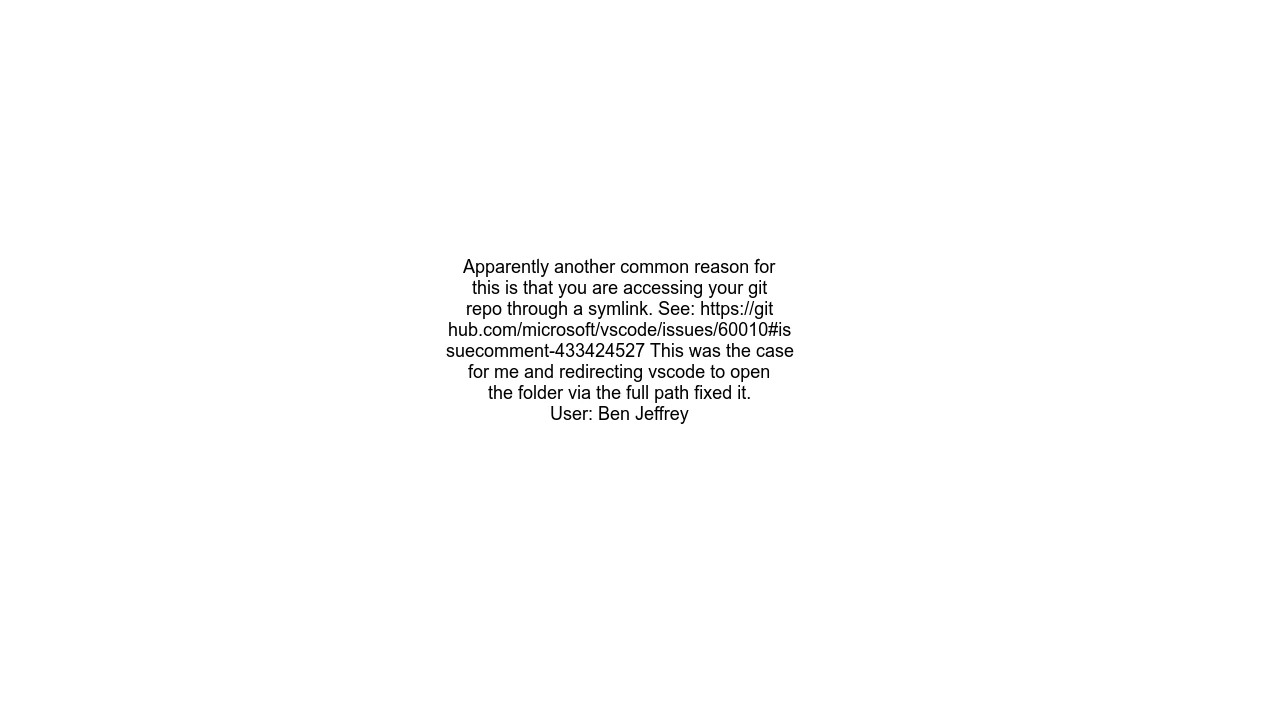 Apparently another common reason for
this is that you are accessing your git
repo through a symlink. See: https://git
hub.com/microsoft/vscode/issues/60010#is
suecomment-433424527 This was the case
for me and redirecting vscode to open
the folder via the full path fixed it.
User: Ben Jeffrey